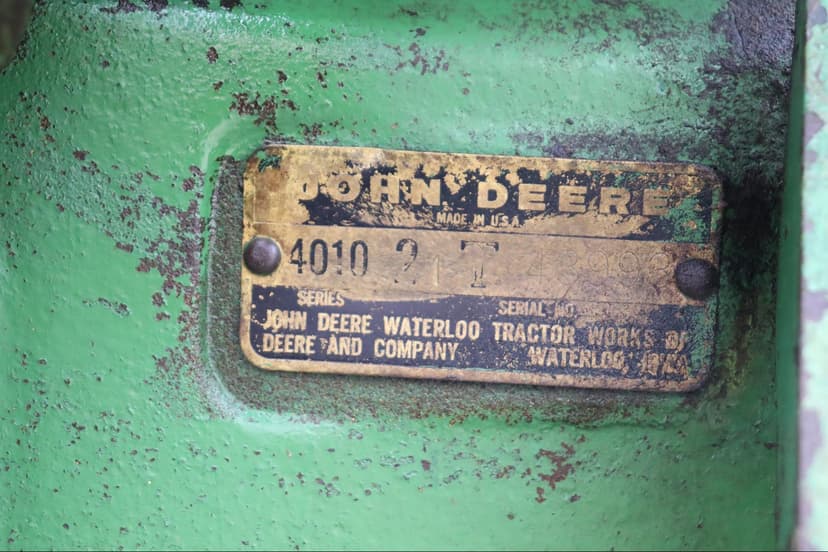 JOHN DEERE
MADE IN U.S.A.
4010 2 T
SERIES SERIAL NO.
JOHN DEERE WATERLOO TRACTOR WORKS OF
DEERE AND COMPANY WATERLOO, IOWA